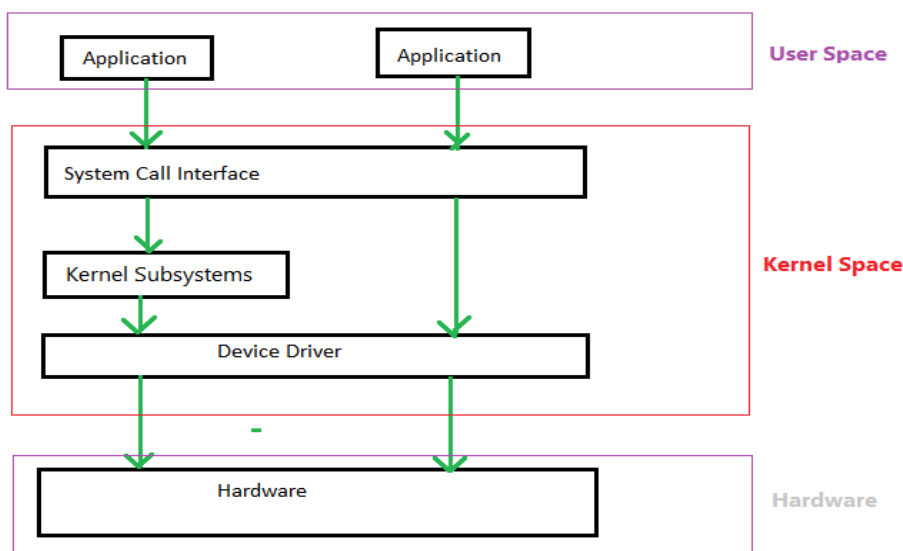 Application
Application
User Space
System Call Interface
Kernel Subsystems
Kernel Space
Device Driver
Hardware
Hardware